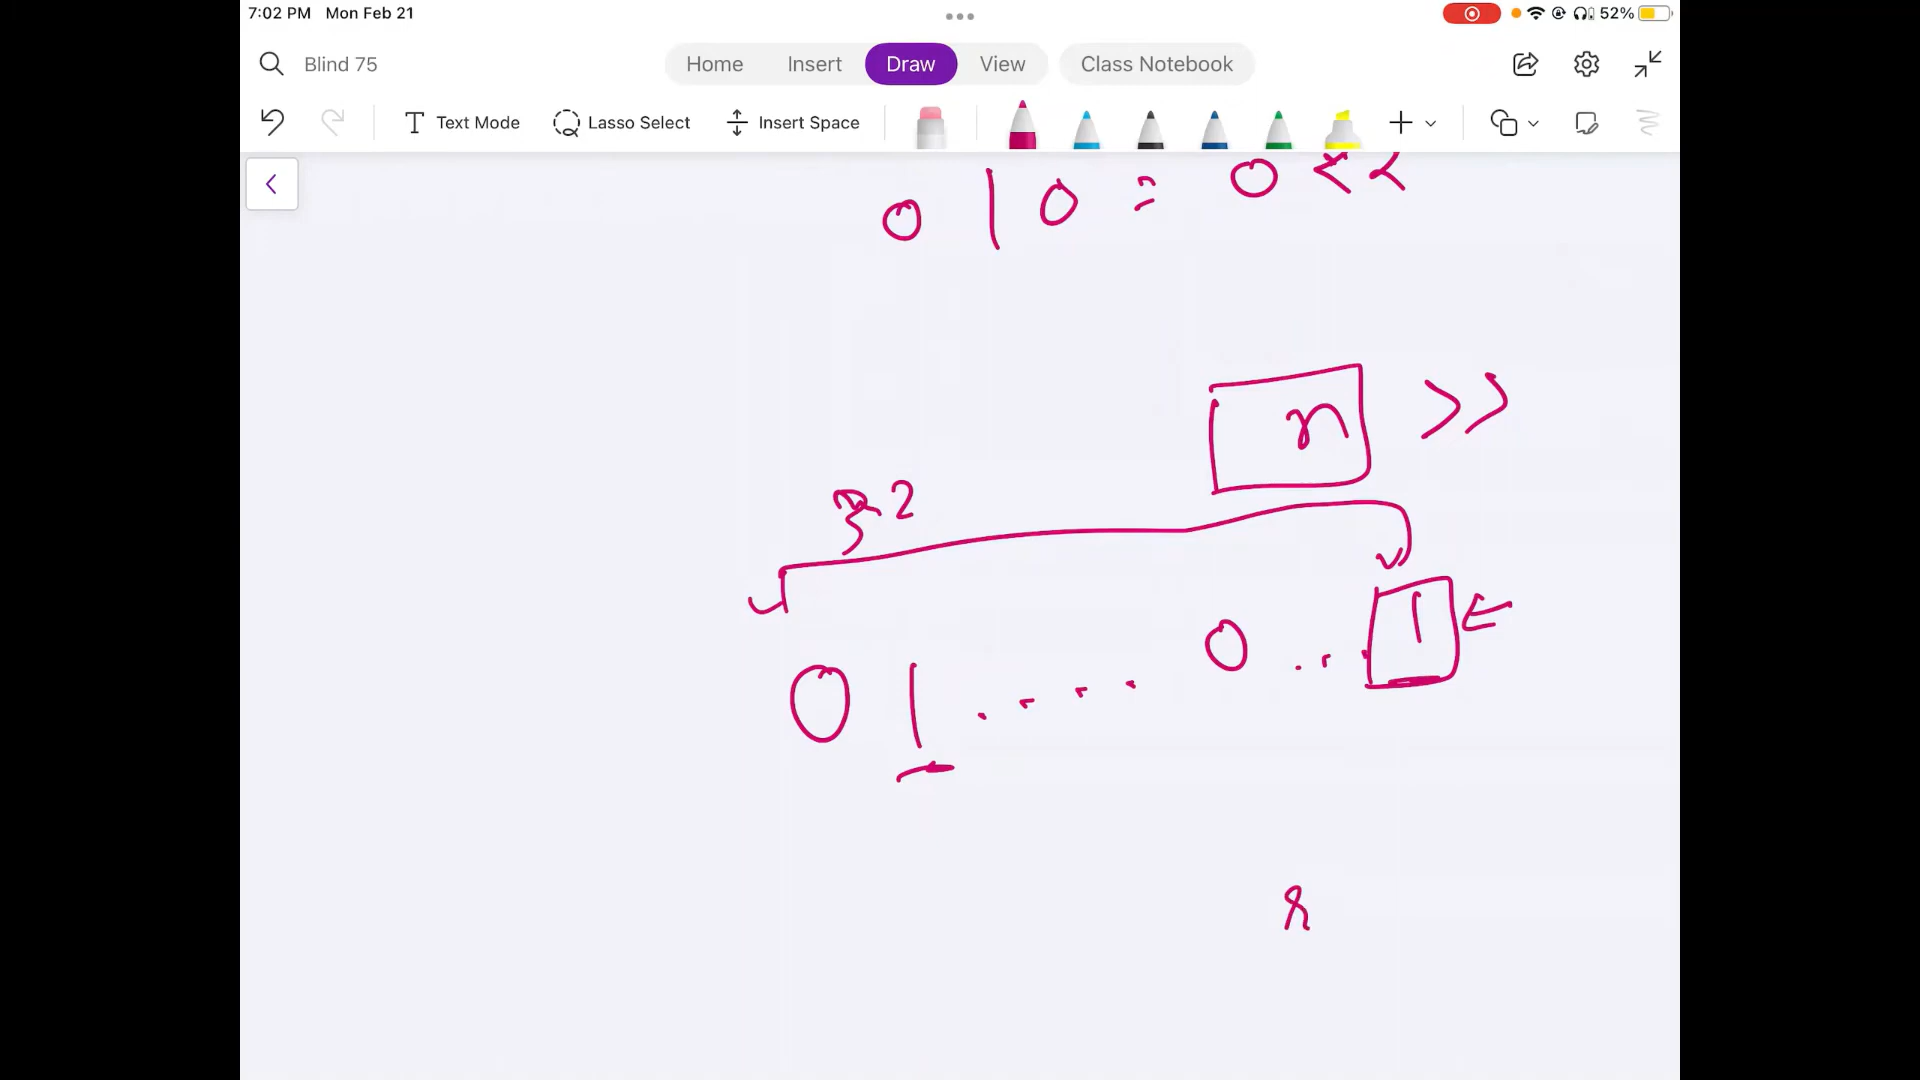 7:02 PM Mon Feb 21
52%
Blind 75
Home Insert Draw View Class Notebook
Text Mode Lasso Select Insert Space
0 | 0 = 0 <<
n >>
32
0 1 . . . . 0 . . . 1